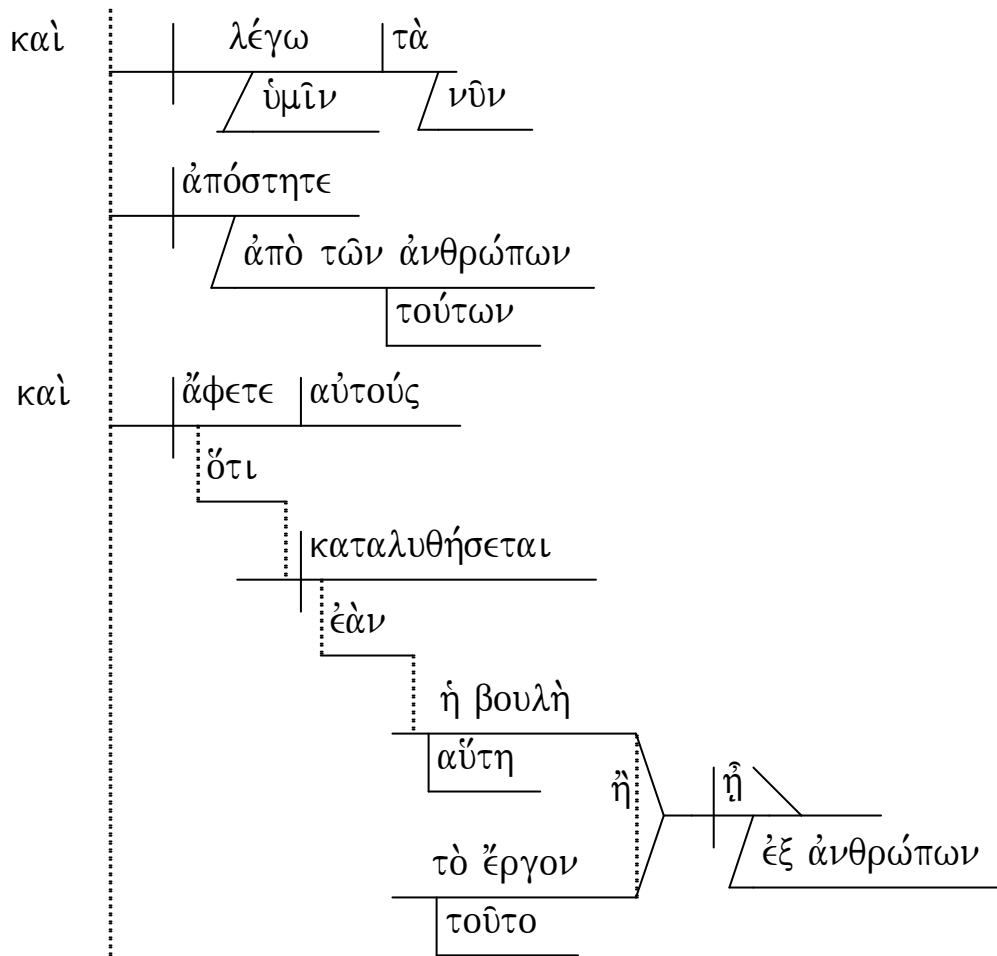 καὶ λέγω τὰ
ὑμῖν νῦν
ἀπόστητε
ἀπὸ τῶν ἀνθρώπων
τούτων
καὶ ἄφετε αὐτούς
ὅτι
καταλυθήσεται
ἐὰν
ἡ βουλὴ
αὕτη
ἢ ᾖ
τὸ ἔργον ἐξ ἀνθρώπων
τοῦτο